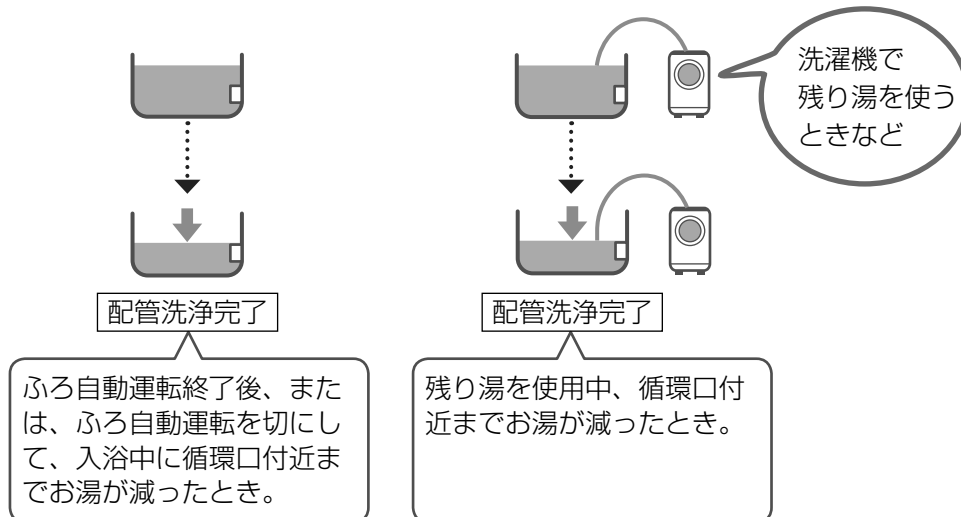 洗濯機で
残り湯を使う
ときなど
配管洗浄完了
ふろ自動運転終了後、また
は、ふろ自動運転を切にし
て、入浴中に循環口付近ま
でお湯が減ったとき。
配管洗浄完了
残り湯を使用中、循環口付
近までお湯が減ったとき。